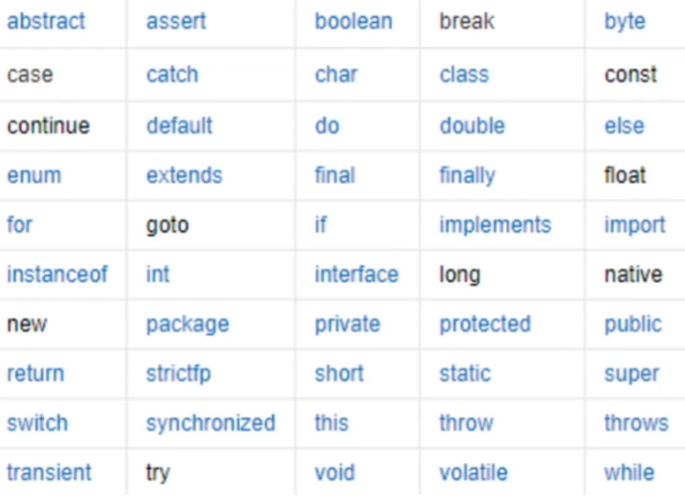 abstract assert boolean break byte
case catch char class const
continue default do double else
enum extends final finally float
for goto if implements import
instanceof int interface long native
new package private protected public
return strictfp short static super
switch synchronized this throw throws
transient try void volatile while